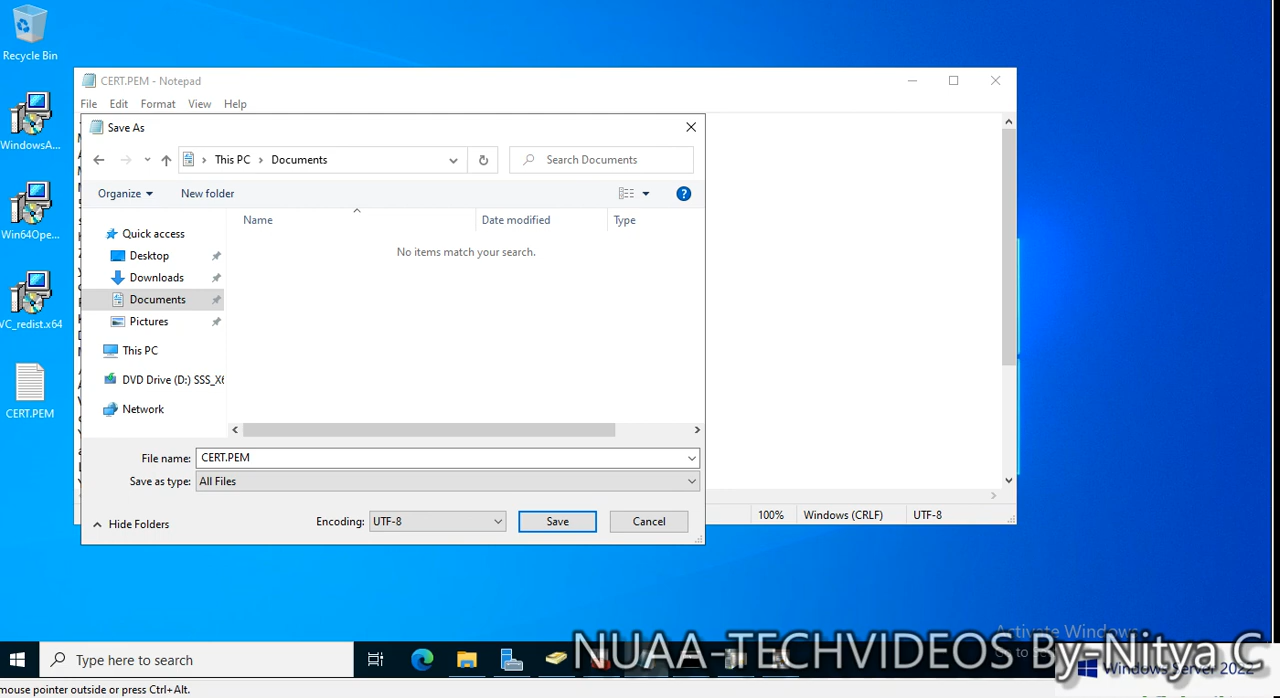 Recycle Bin
WindowsA...
Win64Ope...
VC_redist.x64
CERT.PEM
CERT.PEM - Notepad
File Edit Format View Help
Save As
This PC > Documents
Search Documents
Organize
New folder
Name
Date modified
Type
No items match your search.
Quick access
Desktop
Downloads
Documents
Pictures
This PC
DVD Drive (D:) SSS_X6
Network
File name: CERT.PEM
Save as type: All Files
Hide Folders
Encoding: UTF-8
Save
Cancel
100%
Windows (CRLF)
UTF-8
Activate Windows
Type here to search
NUAA-TECHVIDEOS By-Nitya C
Windows Server 2022
mouse pointer outside or press Ctrl+Alt.